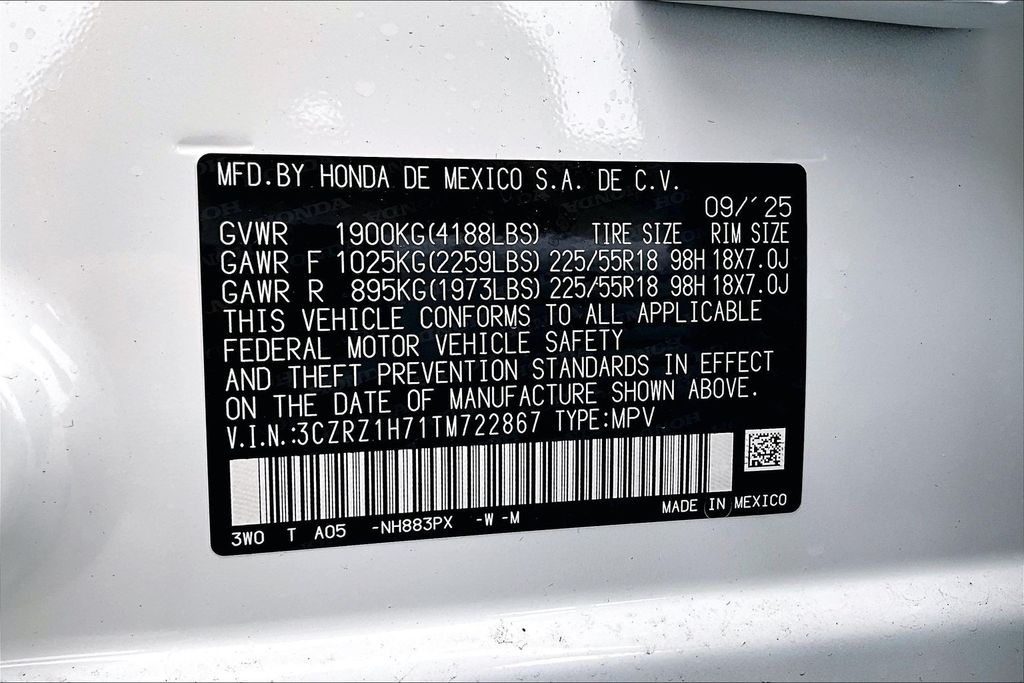 MFD.BY HONDA DE MEXICO S.A. DE C.V.
09/'25
GVWR 1900KG(4188LBS) TIRE SIZE RIM SIZE
GAWR F 1025KG(2259LBS) 225/55R18 98H 18X7.0J
GAWR R 895KG(1973LBS) 225/55R18 98H 18X7.0J
THIS VEHICLE CONFORMS TO ALL APPLICABLE
FEDERAL MOTOR VEHICLE SAFETY
AND THEFT PREVENTION STANDARDS IN EFFECT
ON THE DATE OF MANUFACTURE SHOWN ABOVE.
V.I.N.:3CZRZ1H71TM722867 TYPE:MPV
MADE IN MEXICO
3W0 T A05 -NH883PX -W -M